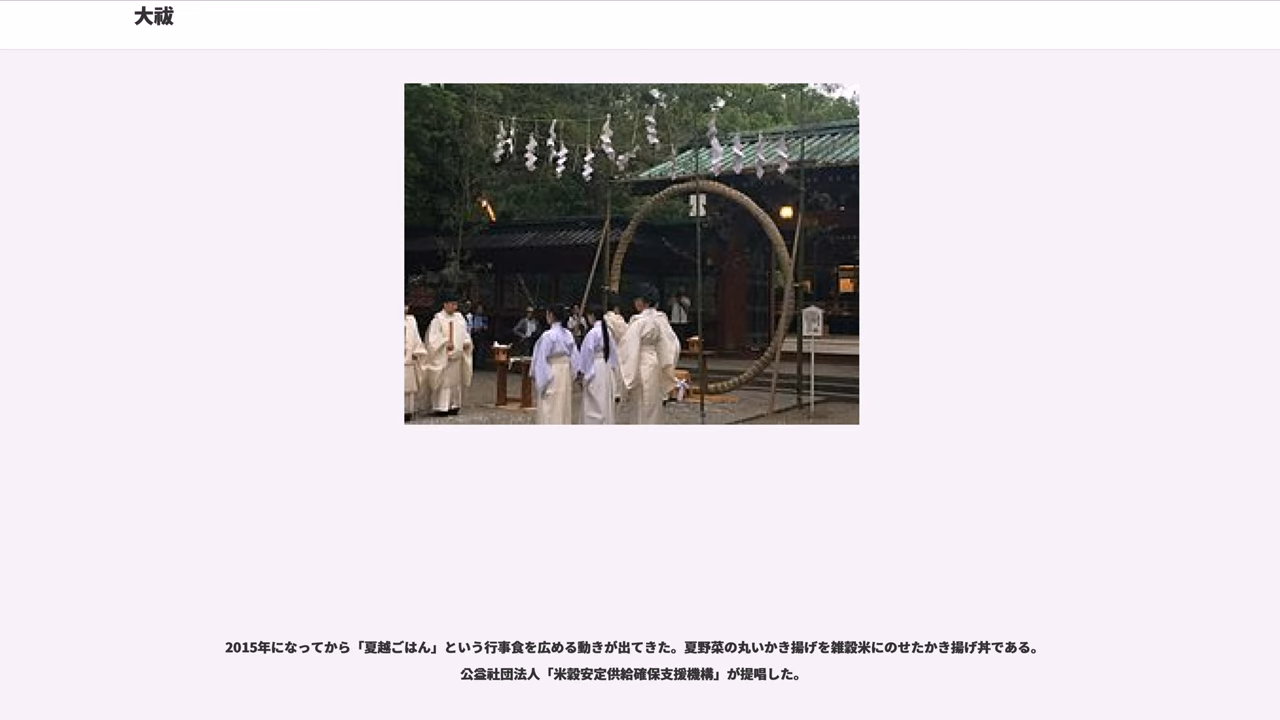 大祓
2015年になってから「夏越ごはん」という行事食を広める動きが出てきた。夏野菜の丸いかき揚げを雑穀米にのせたかき揚げ丼である。
公益社団法人「米穀安定供給確保支援機構」が提唱した。